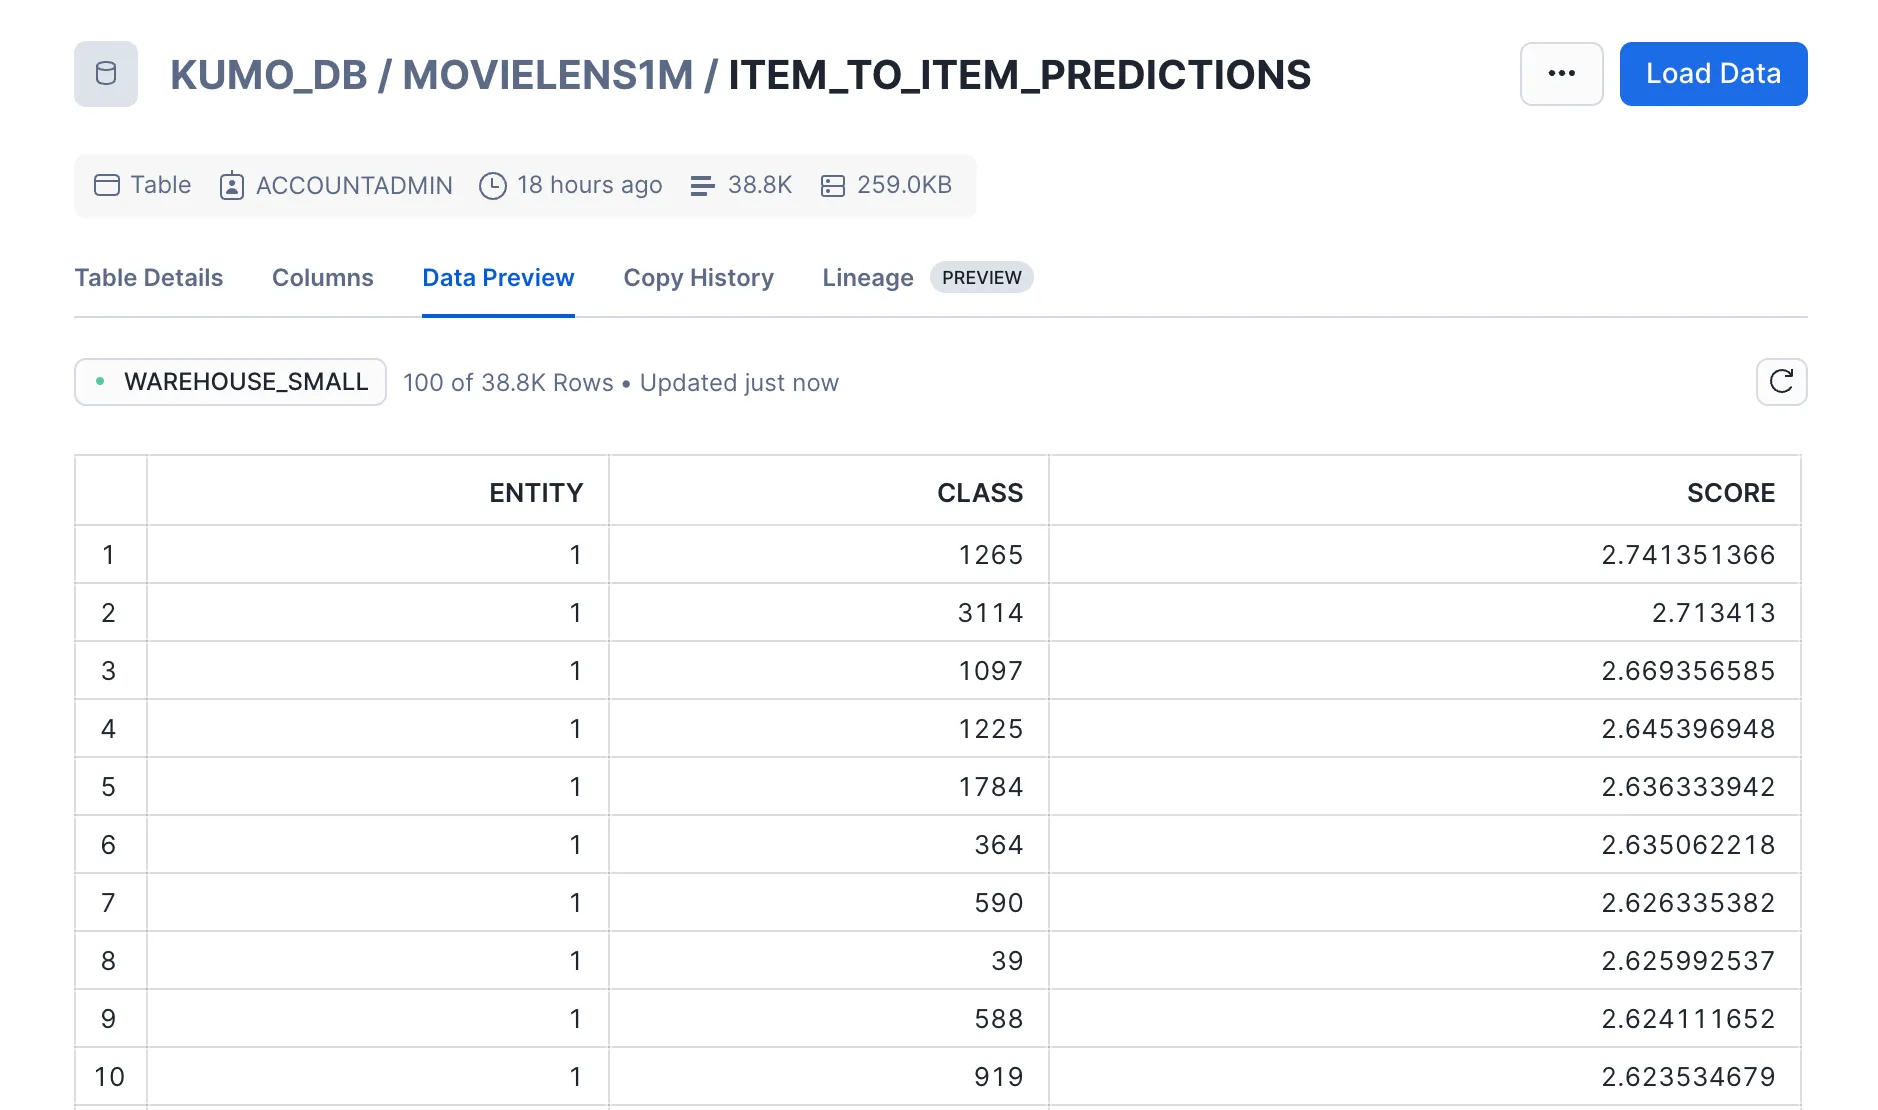 KUMO_DB / MOVIELENS1M / ITEM_TO_ITEM_PREDICTIONS ••• Load Data
Table ACCOUNTADMIN 18 hours ago 38.8K 259.0KB
Table Details Columns Data Preview Copy History Lineage PREVIEW
WAREHOUSE_SMALL 100 of 38.8K Rows • Updated just now
ENTITY CLASS SCORE
1 1 1265 2.741351366
2 1 3114 2.713413
3 1 1097 2.669356585
4 1 1225 2.645396948
5 1 1784 2.636333942
6 1 364 2.635062218
7 1 590 2.626335382
8 1 39 2.625992537
9 1 588 2.624111652
10 1 919 2.623534679